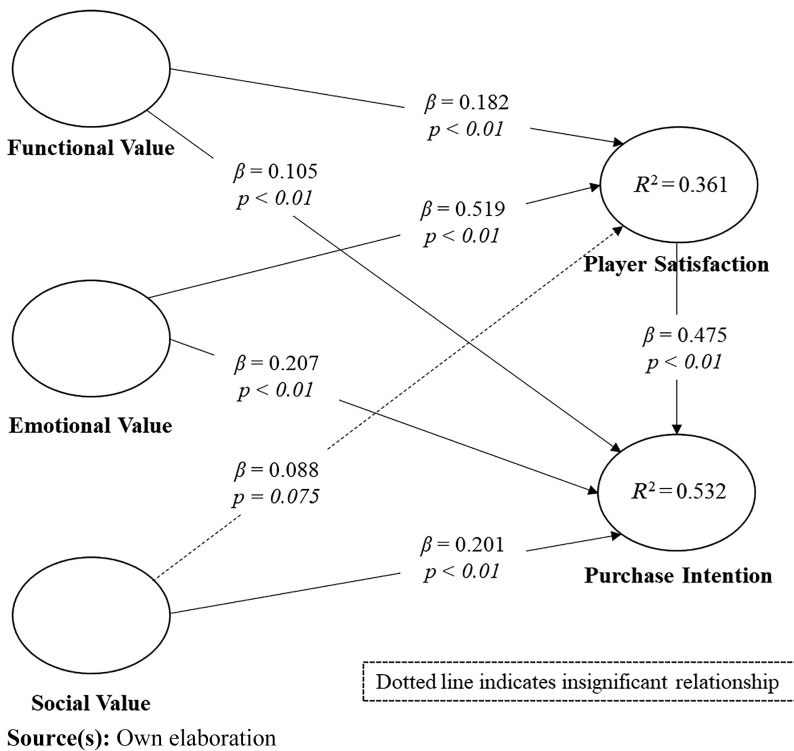 β = 0.182
p < 0.01
Functional Value
β = 0.105
p < 0.01
R² = 0.361
β = 0.519
p < 0.01
Player Satisfaction
β = 0.475
p < 0.01
β = 0.207
p < 0.01
Emotional Value
β = 0.088
p = 0.075
R² = 0.532
β = 0.201
p < 0.01
Purchase Intention
Dotted line indicates insignificant relationship
Social Value
Source(s): Own elaboration